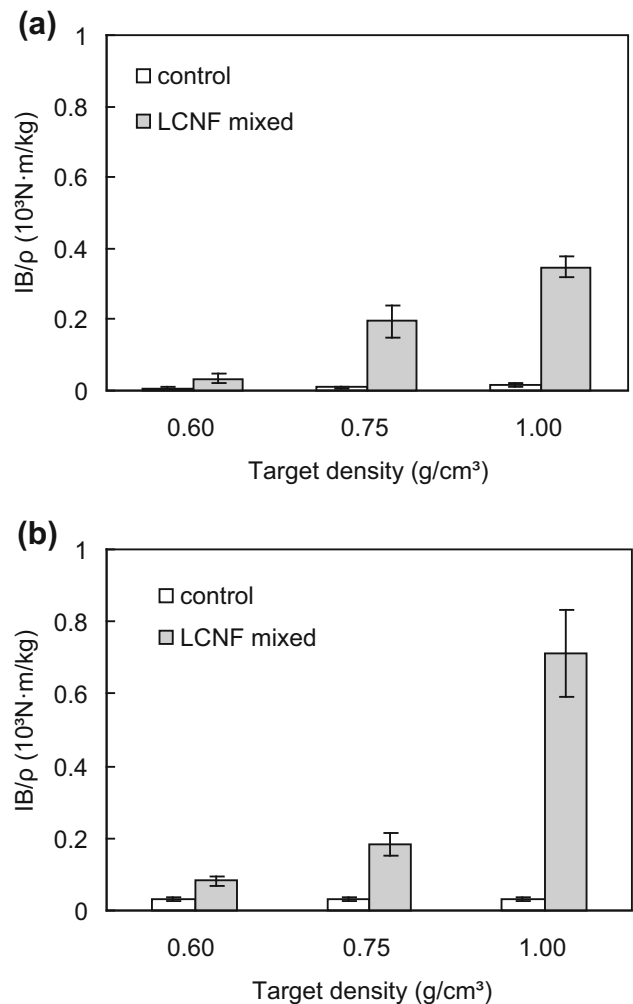 (a)
1
0.8
0.6
0.4
0.2
0
IB/ρ (10³N·m/kg)
control
LCNF mixed
0.60 0.75 1.00
Target density (g/cm³)
(b)
1
0.8
0.6
0.4
0.2
0
IB/ρ (10³N·m/kg)
control
LCNF mixed
0.60 0.75 1.00
Target density (g/cm³)